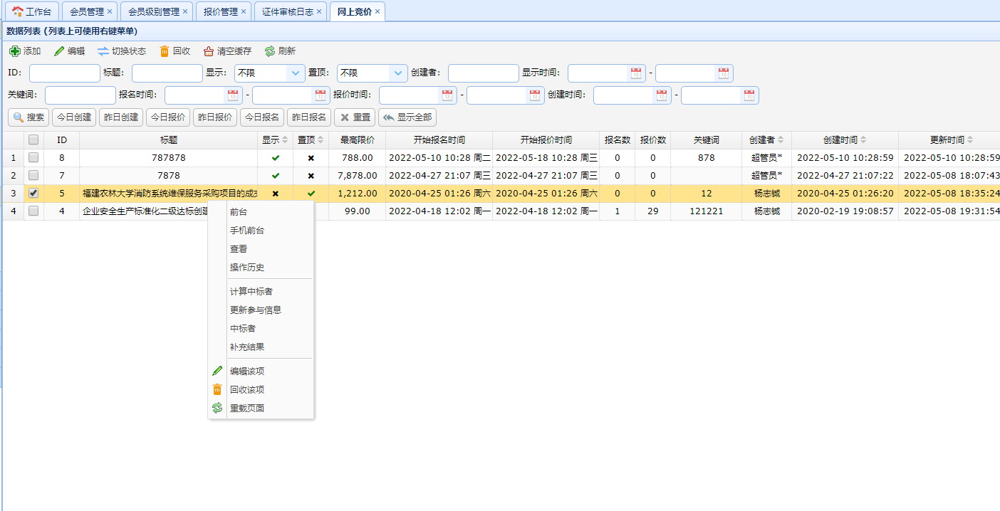 工作台 会员管理 会员级别管理 报价管理 证件审核日志 网上竞价
数据列表 (列表上可使用右键菜单)
添加 编辑 切换状态 回收 清空缓存 刷新
ID: 标题: 显示: 不限 置顶: 不限 创建者: 显示时间: -
关键词: 报名时间: - 报价时间: - 创建时间: -
搜索 今日创建 昨日创建 今日报价 昨日报价 今日报名 昨日报名 重置 显示全部
ID 标题 显示 置顶 最高限价 开始报名时间 开始报价时间 报名数 报价数 关键词 创建者 创建时间 更新时间
1 8 787878 788.00 2022-05-10 10:28 周二 2022-05-18 10:28 周三 0 0 878 超管员* 2022-05-10 10:28:59 2022-05-10 10:28:59
2 7 7878 7,878.00 2022-04-27 21:07 周三 2022-04-27 21:07 周三 0 0 超管员* 2022-04-27 21:07:22 2022-05-08 18:07:43
3 5 福建农林大学消防系统维保服务采购项目的成交 1,212.00 2020-04-25 01:26 周六 2020-04-25 01:26 周六 0 0 12 杨志钺 2020-04-25 01:26:20 2022-05-08 18:35:24
4 4 企业安全生产标准化二级达标创建 99.00 2022-04-18 12:02 周一 2022-04-18 12:02 周一 1 29 121221 杨志钺 2020-02-19 19:08:57 2022-05-08 19:31:54
前台
手机前台
查看
操作历史
计算中标者
更新参与信息
中标者
补充结果
编辑该项
回收该项
重载页面